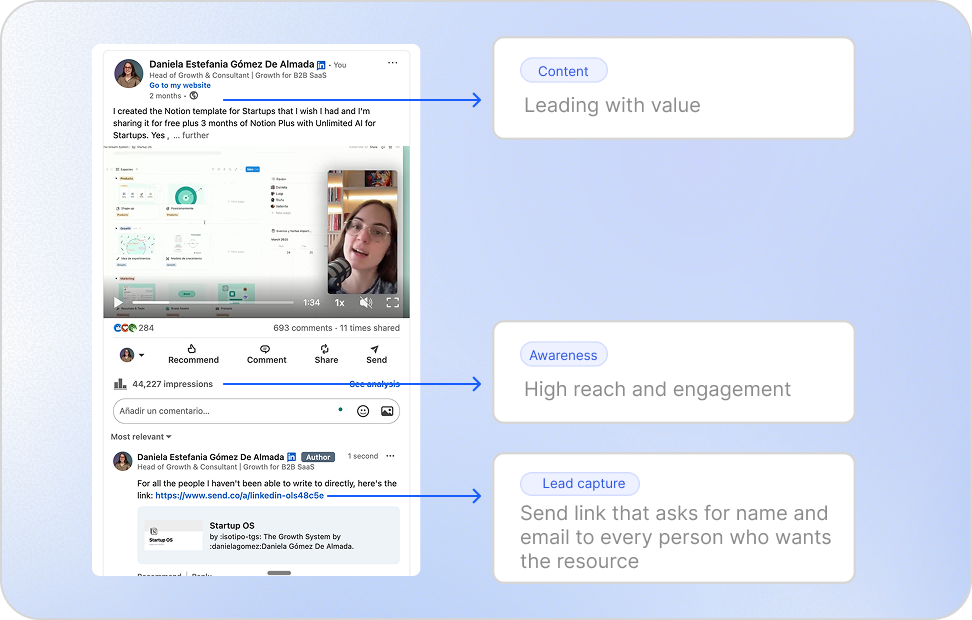 Daniela Estefania Gómez De Almada in • You
Head of Growth & Consultant | Growth for B2B SaaS
Go to my website
2 months •
I created the Notion template for Startups that I wish I had and I'm
sharing it for free plus 3 months of Notion Plus with Unlimited AI for
Startups. Yes , ... further
1:34 1x
284
693 comments · 11 times shared
Recommend
Comment
Share
Send
44,227 impressions
See analysis
Añadir un comentario...
Most relevant
Daniela Estefania Gómez De Almada in Author
1 second
Head of Growth & Consultant | Growth for B2B SaaS
For all the people I haven't been able to write to directly, here's the
link: https://www.send.co/a/linkedin-ols48c5e
Startup OS
Startup OS
by :isotipo-tgs: The Growth System by
:danielagomez:Daniela Gómez De Almada.
Recommend | Reply
Content
Leading with value
Awareness
High reach and engagement
Lead capture
Send link that asks for name and
email to every person who wants
the resource